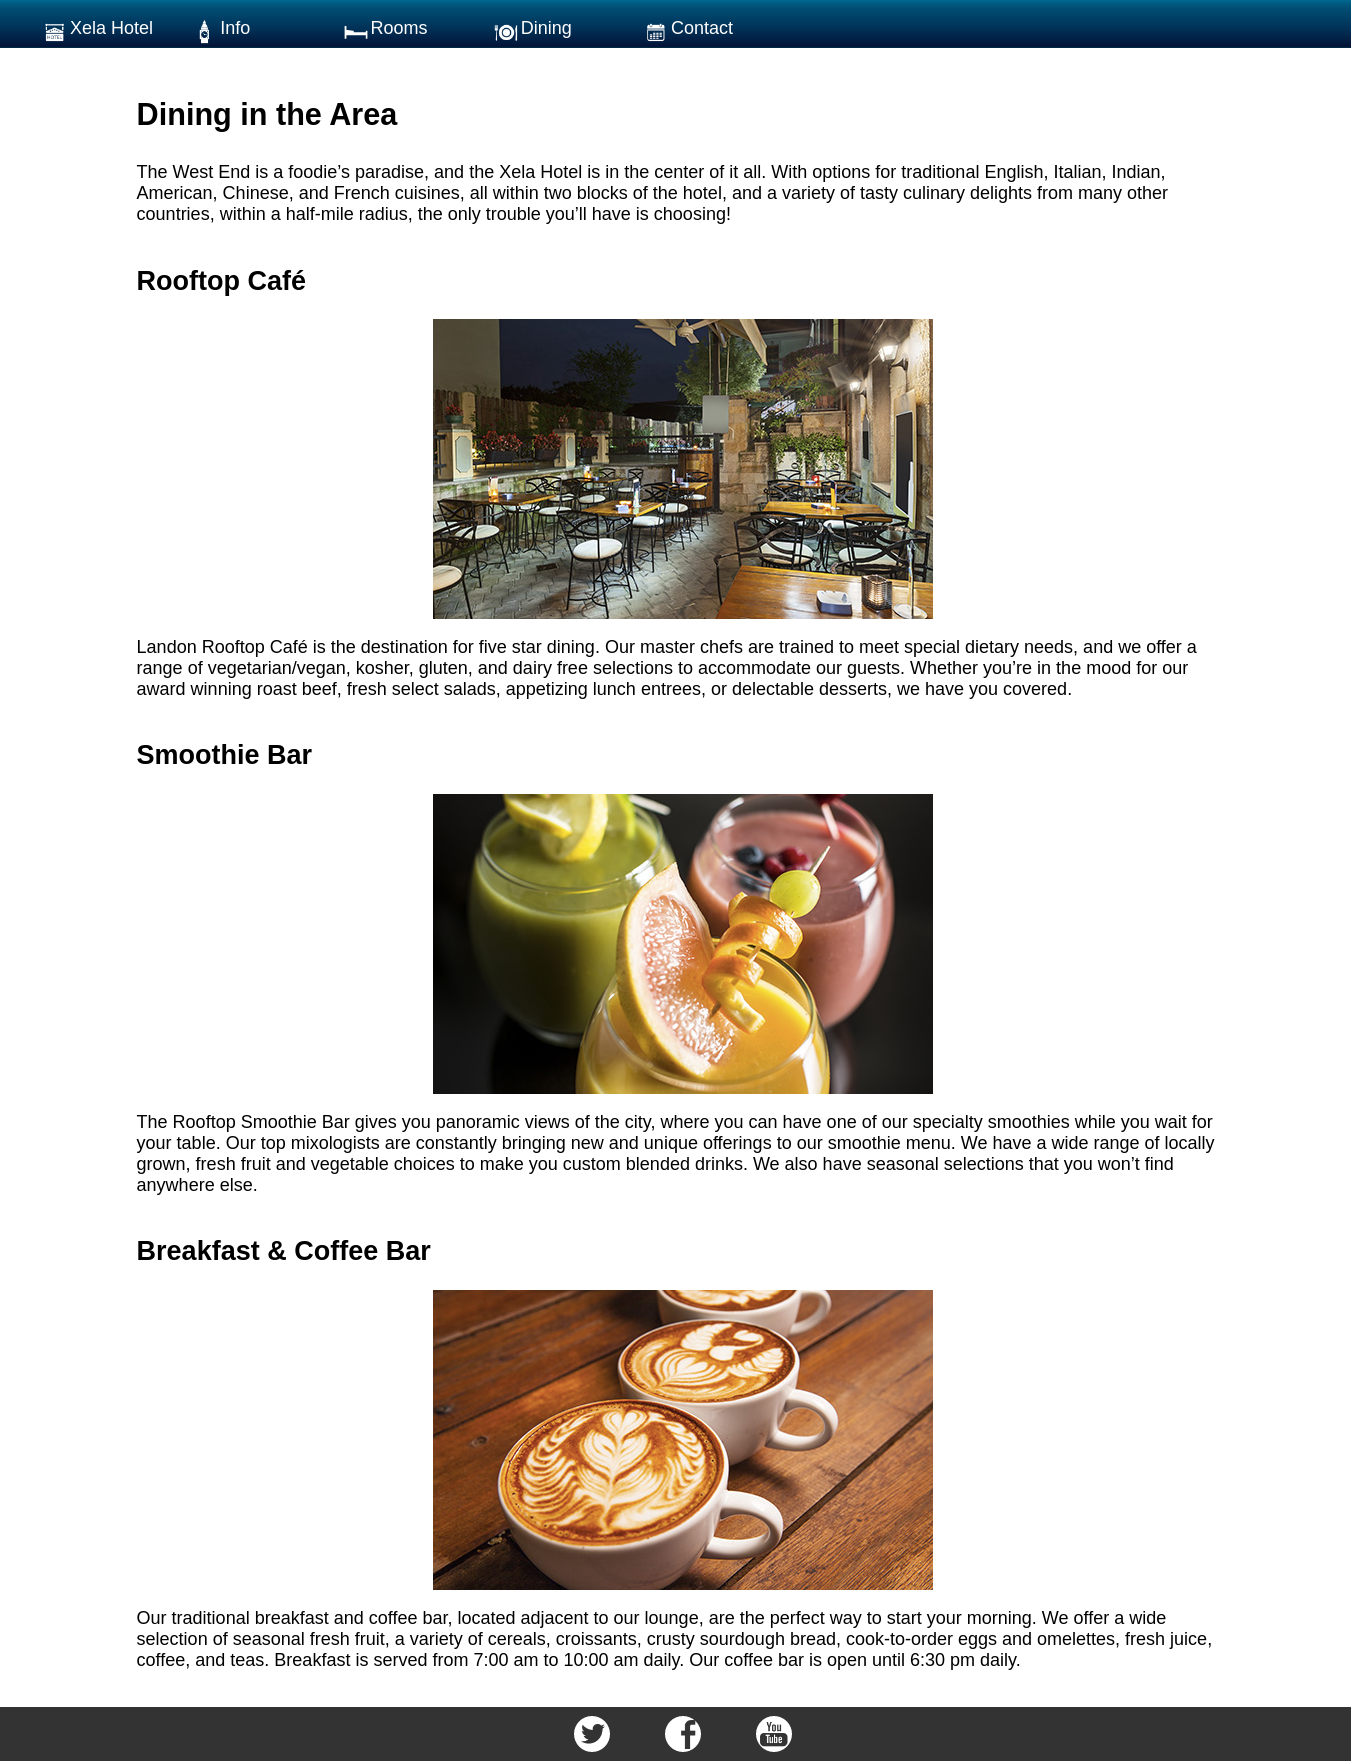 Xela Hotel Info Rooms Dining Contact
Dining in the Area
The West End is a foodie’s paradise, and the Xela Hotel is in the center of it all. With options for traditional English, Italian, Indian,
American, Chinese, and French cuisines, all within two blocks of the hotel, and a variety of tasty culinary delights from many other
countries, within a half-mile radius, the only trouble you’ll have is choosing!
Rooftop Café
Landon Rooftop Café is the destination for five star dining. Our master chefs are trained to meet special dietary needs, and we offer a
range of vegetarian/vegan, kosher, gluten, and dairy free selections to accommodate our guests. Whether you’re in the mood for our
award winning roast beef, fresh select salads, appetizing lunch entrees, or delectable desserts, we have you covered.
Smoothie Bar
The Rooftop Smoothie Bar gives you panoramic views of the city, where you can have one of our specialty smoothies while you wait for
your table. Our top mixologists are constantly bringing new and unique offerings to our smoothie menu. We have a wide range of locally
grown, fresh fruit and vegetable choices to make you custom blended drinks. We also have seasonal selections that you won’t find
anywhere else.
Breakfast & Coffee Bar
Our traditional breakfast and coffee bar, located adjacent to our lounge, are the perfect way to start your morning. We offer a wide
selection of seasonal fresh fruit, a variety of cereals, croissants, crusty sourdough bread, cook-to-order eggs and omelettes, fresh juice,
coffee, and teas. Breakfast is served from 7:00 am to 10:00 am daily. Our coffee bar is open until 6:30 pm daily.
You
Tube